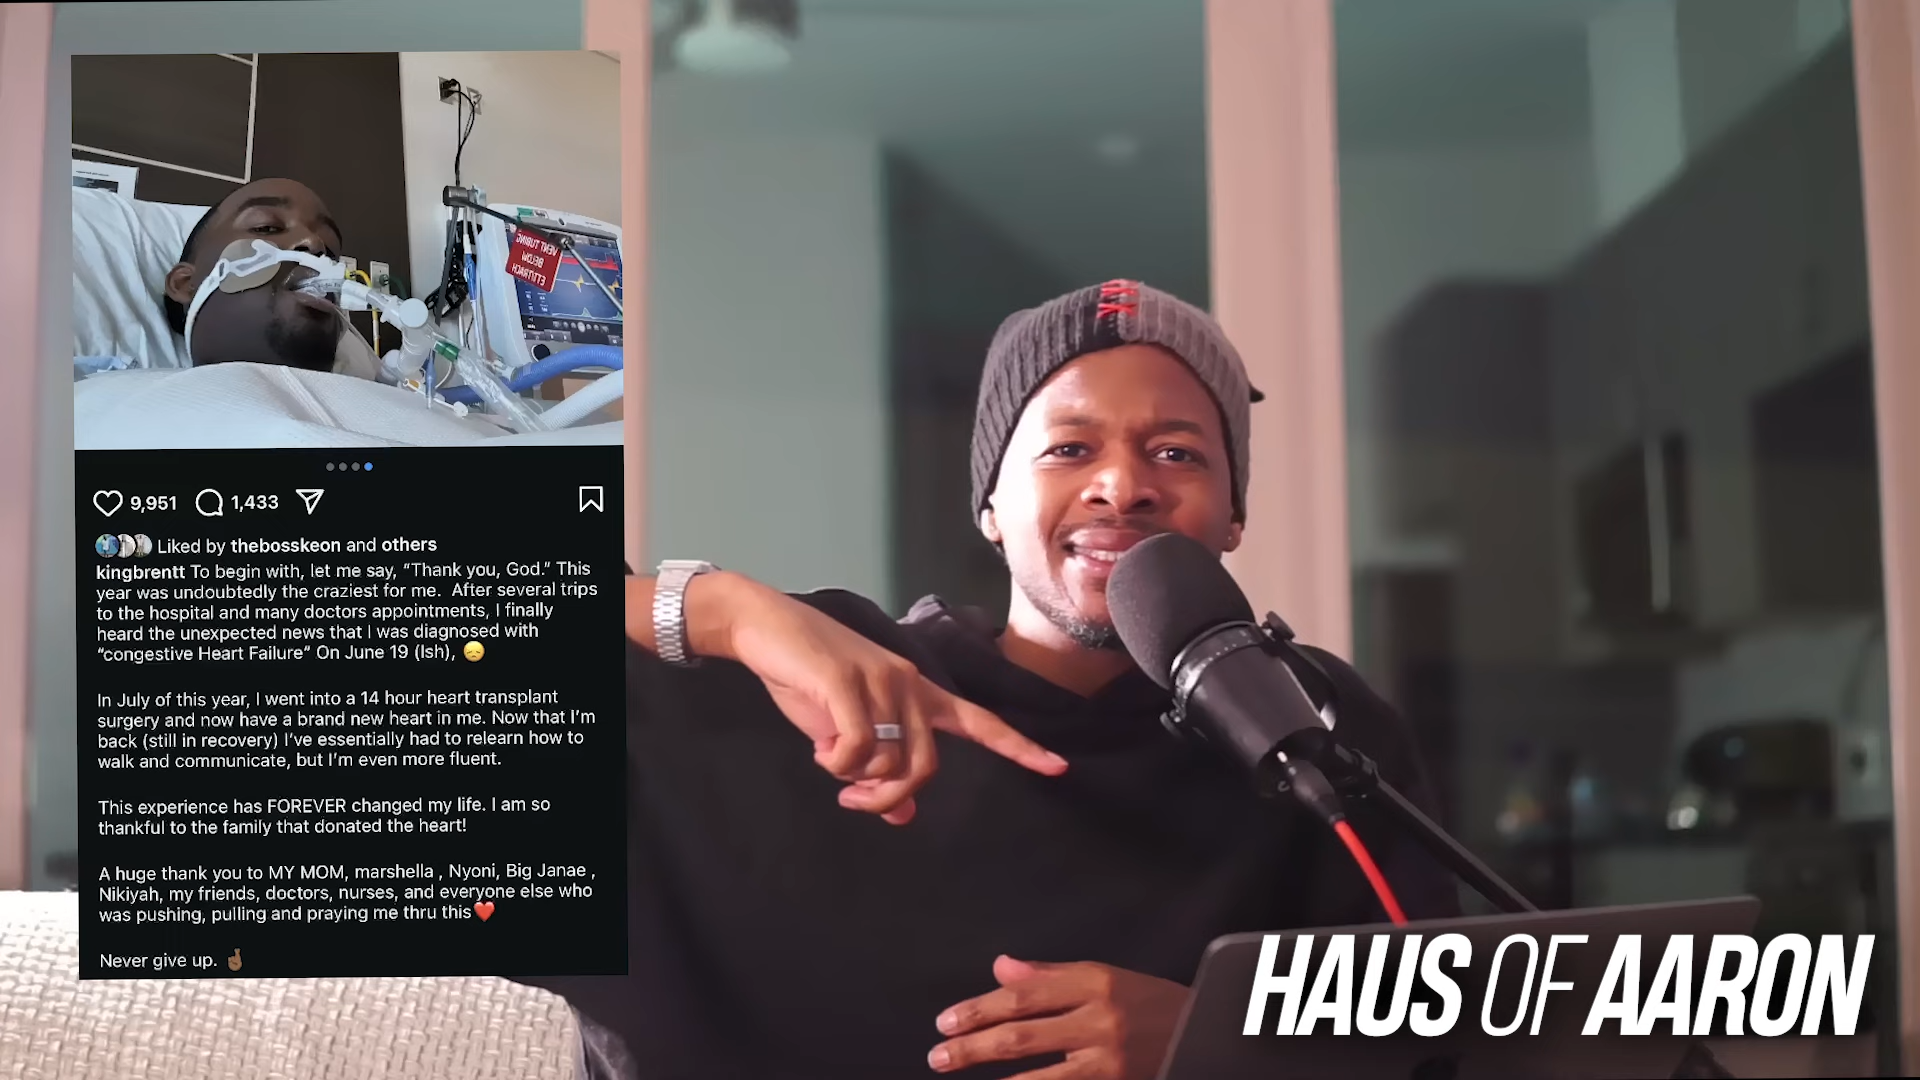 VENT TUBING
BELOW
ETT/TRACH
9,951 1,433
Liked by thebosskeon and others
kingbrentt To begin with, let me say, “Thank you, God.” This
year was undoubtedly the craziest for me. After several trips
to the hospital and many doctors appointments, I finally
heard the unexpected news that I was diagnosed with
“congestive Heart Failure” On June 19 (Ish), 😞
In July of this year, I went into a 14 hour heart transplant
surgery and now have a brand new heart in me. Now that I’m
back (still in recovery) I’ve essentially had to relearn how to
walk and communicate, but I’m even more fluent.
This experience has FOREVER changed my life. I am so
thankful to the family that donated the heart!
A huge thank you to MY MOM, marshella , Nyoni, Big Janae ,
Nikiyah, my friends, doctors, nurses, and everyone else who
was pushing, pulling and praying me thru this❤️
Never give up. 🤞🏾
HAUS OF AARON